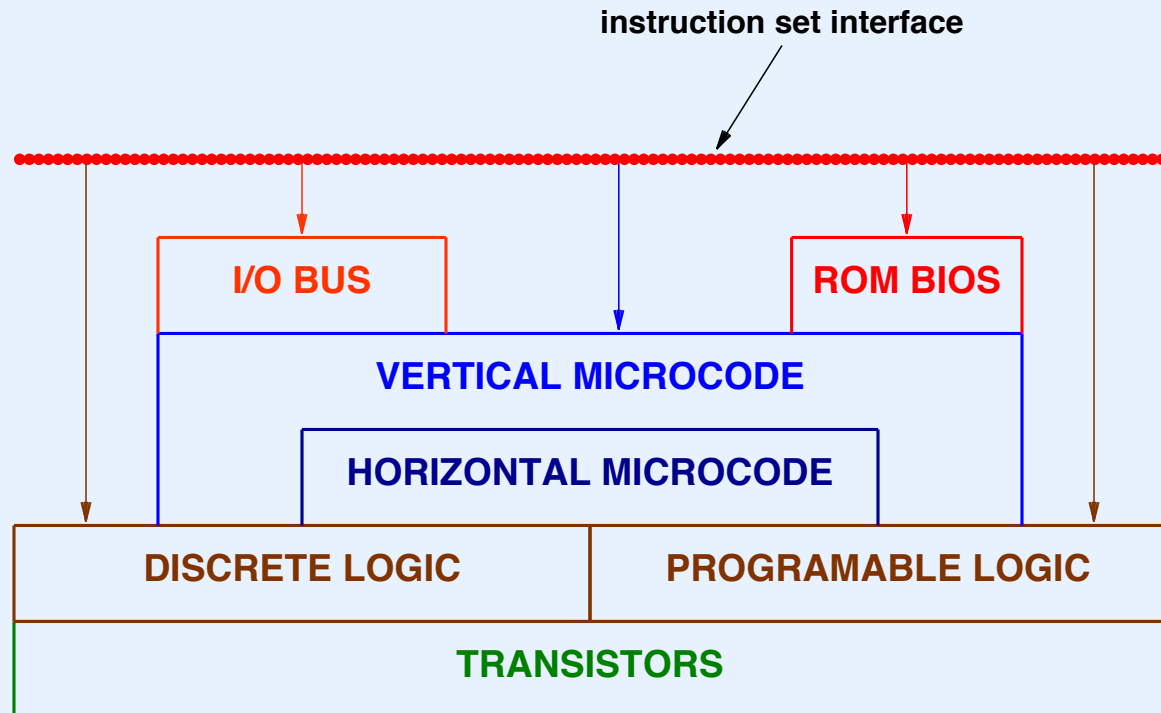 instruction set interface
I/O BUS
ROM BIOS
VERTICAL MICROCODE
HORIZONTAL MICROCODE
DISCRETE LOGIC
PROGRAMABLE LOGIC
TRANSISTORS